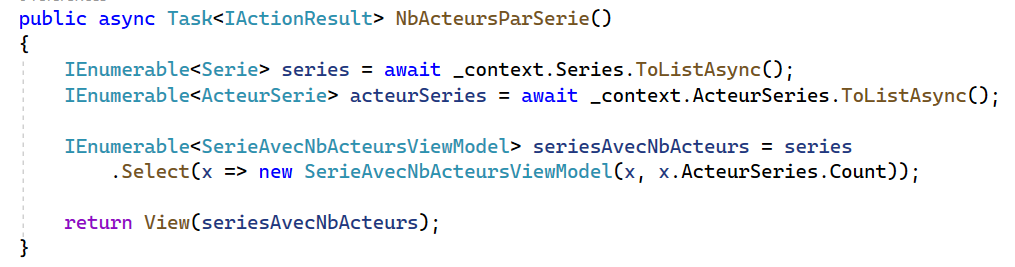 public async Task<IActionResult> NbActeursParSerie()
{
    IEnumerable<Serie> series = await _context.Series.ToListAsync();
    IEnumerable<ActeurSerie> acteurSeries = await _context.ActeurSeries.ToListAsync();
    IEnumerable<SerieAvecNbActeursViewModel> seriesAvecNbActeurs = series
        .Select(x => new SerieAvecNbActeursViewModel(x, x.ActeurSeries.Count));
    return View(seriesAvecNbActeurs);
}